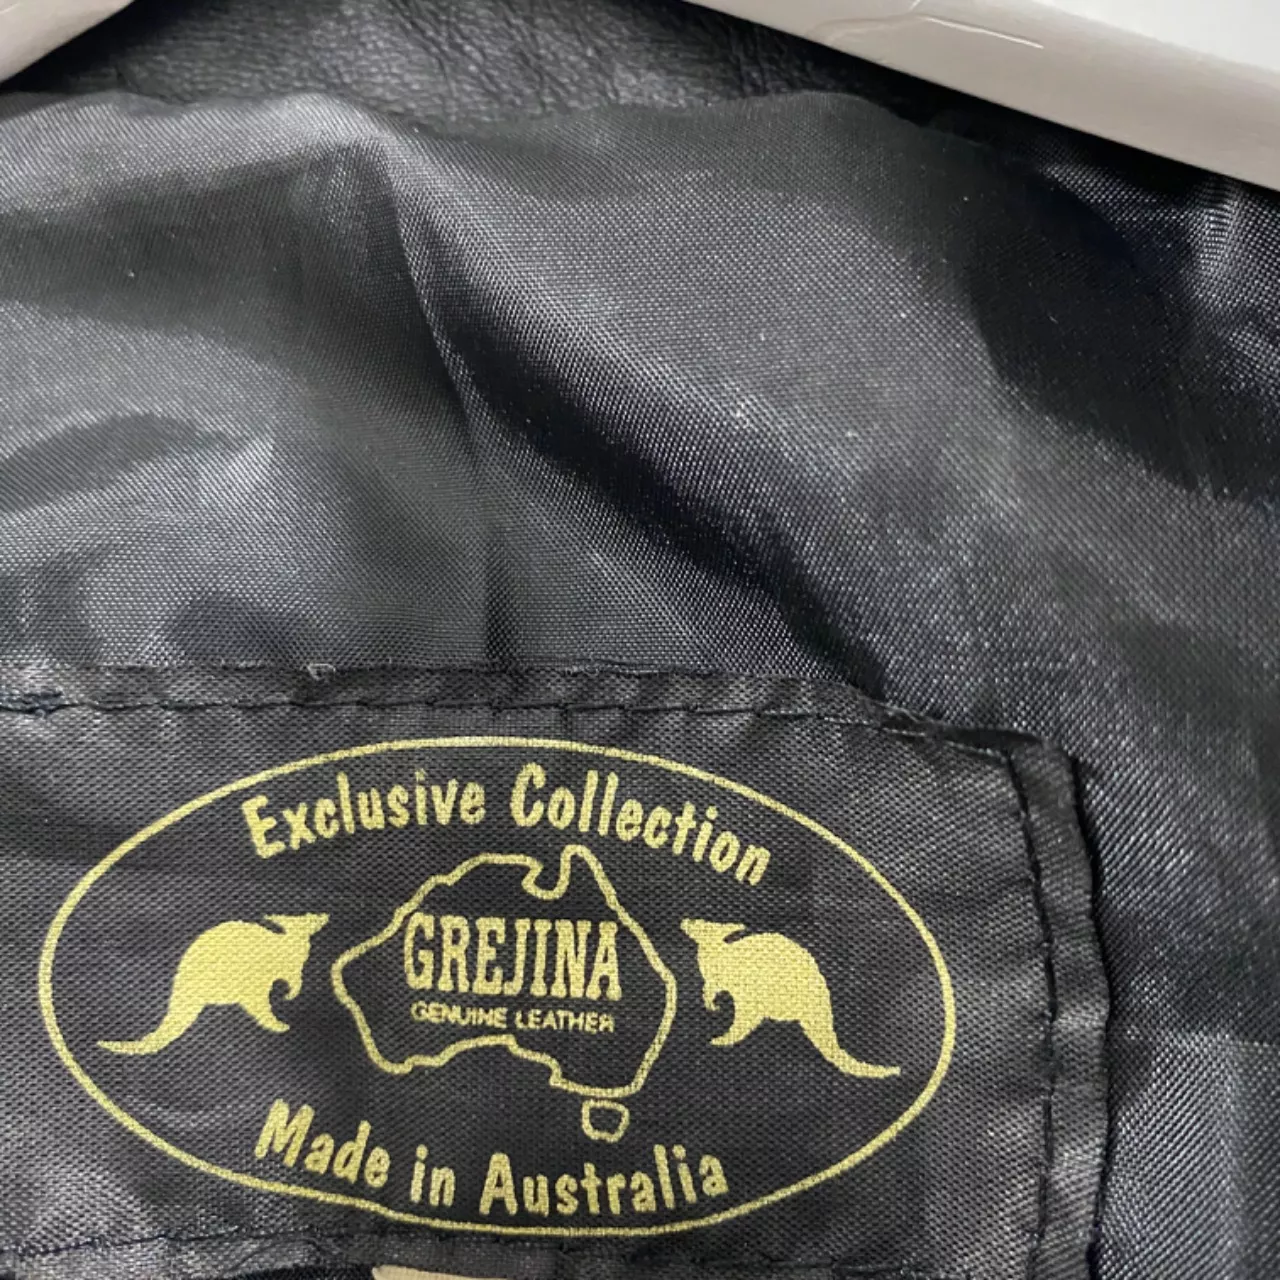 Exclusive Collection
GREJINA
GENUINE LEATHER
Made in Australia